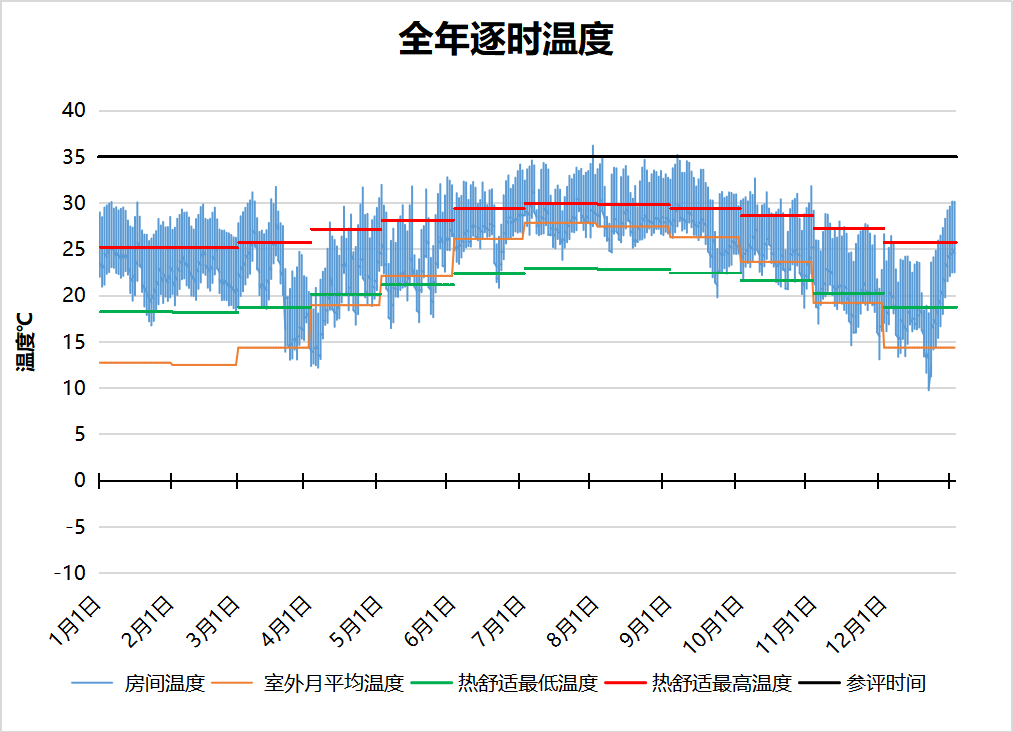 全年逐时温度
40
35
30
25
20
15
10
5
0
-5
-10
温度℃
1月1日
2月1日
3月1日
4月1日
5月1日
6月1日
7月1日
8月1日
9月1日
10月1日
11月1日
12月1日
房间温度 室外月平均温度 热舒适最低温度 热舒适最高温度 参评时间